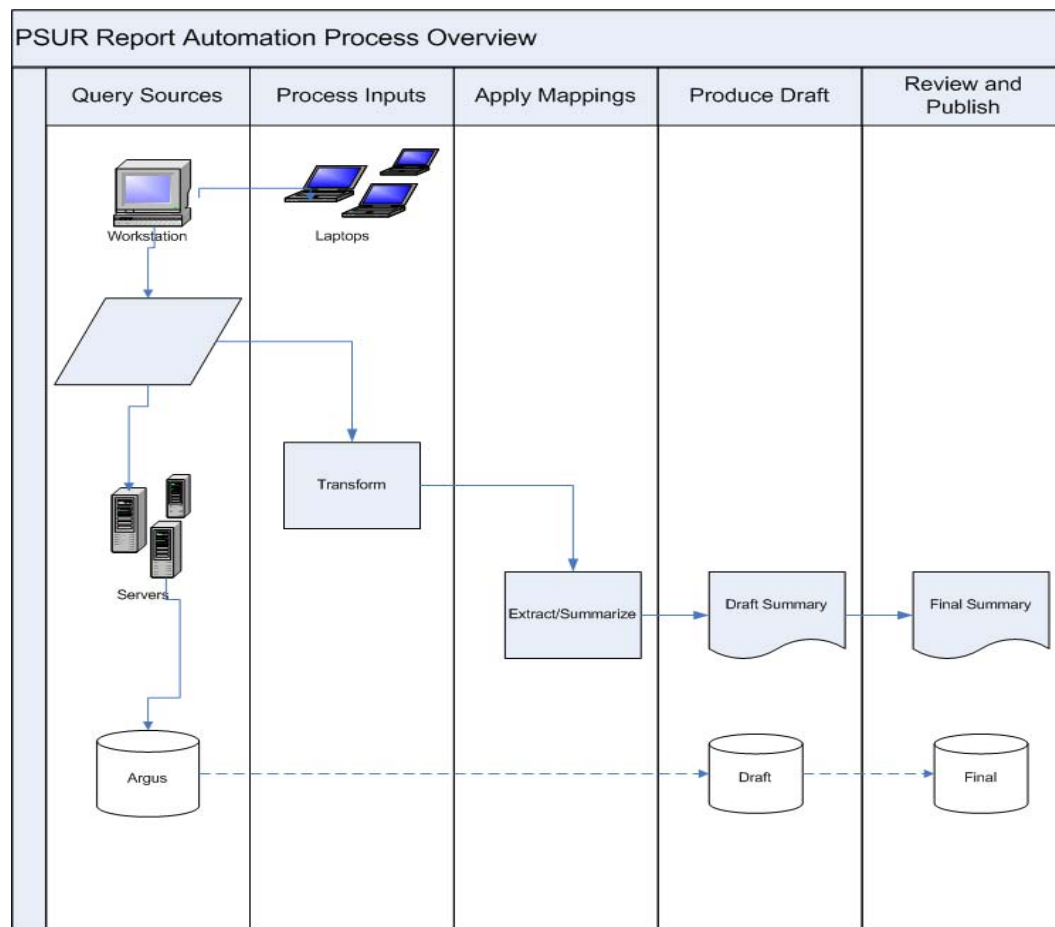 PSUR Report Automation Process Overview
Query Sources
Process Inputs
Apply Mappings
Produce Draft
Review and
Publish
Workstation
Laptops
Transform
Servers
Extract/Summarize
Draft Summary
Final Summary
Argus
Draft
Final